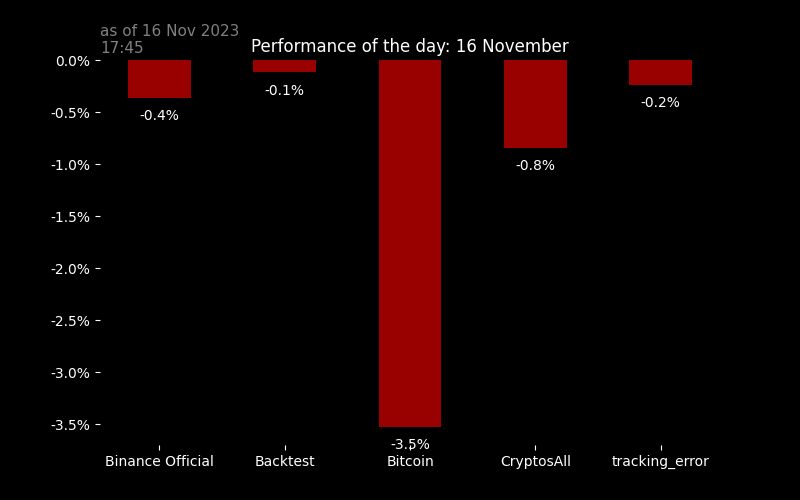 as of 16 Nov 2023
17:45
Performance of the day: 16 November
0.0%
-0.5%
-1.0%
-1.5%
-2.0%
-2.5%
-3.0%
-3.5%
-0.4%
-0.1%
-3.5%
-0.8%
-0.2%
Binance Official
Backtest
Bitcoin
CryptosAll
tracking_error